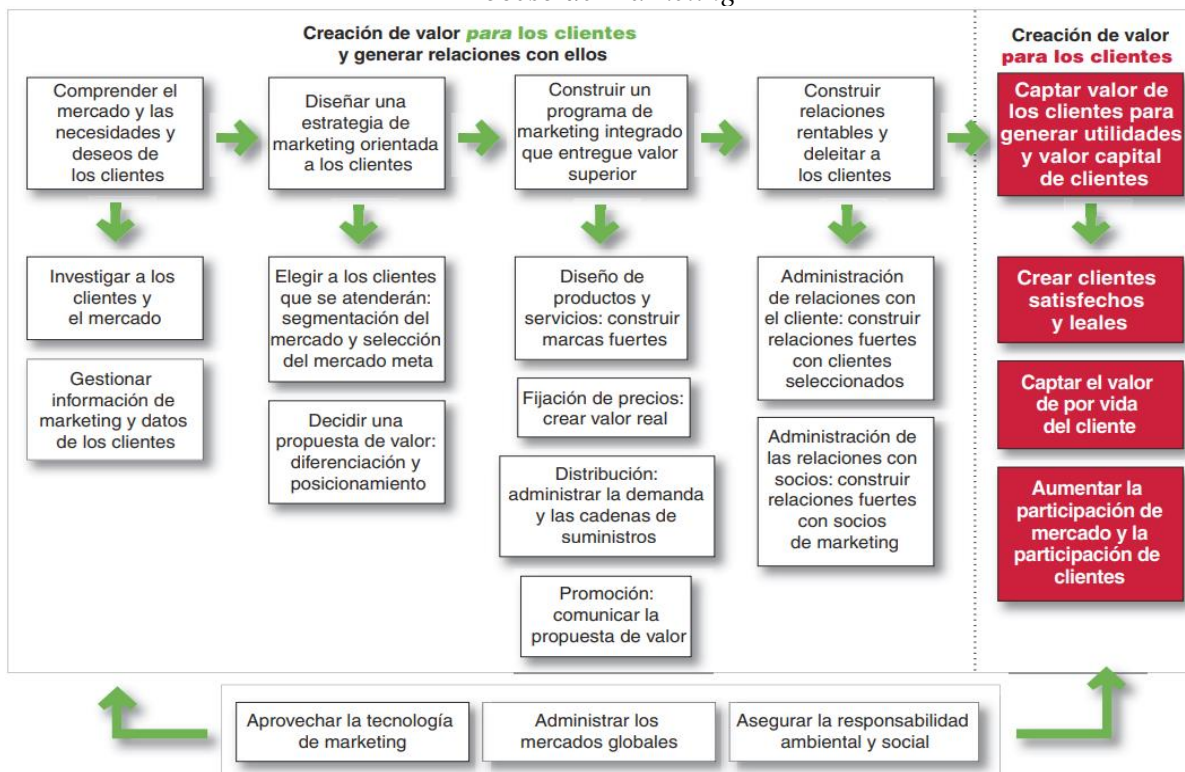 Creación de valor para los clientes
y generar relaciones con ellos
Creación de valor
para los clientes
Comprender el
mercado y las
necesidades y
deseos de
los clientes
Diseñar una
estrategia de
marketing orientada
a los clientes
Construir un
programa de
marketing integrado
que entregue valor
superior
Construir
relaciones
rentables y
deleitar a
los clientes
Captar valor de
los clientes para
generar utilidades
y valor capital
de clientes
Investigar a los
clientes y
el mercado
Gestionar
información de
marketing y datos
de los clientes
Elegir a los clientes
que se atenderán:
segmentación del
mercado y selección
del mercado meta
Decidir una
propuesta de valor:
diferenciación y
posicionamiento
Diseño de
productos y
servicios: construir
marcas fuertes
Fijación de precios:
crear valor real
Distribución:
administrar la demanda
y las cadenas de
suministros
Promoción:
comunicar la
propuesta de valor
Administración
de relaciones con
el cliente: construir
relaciones fuertes
con clientes
seleccionados
Administración de
las relaciones con
socios: construir
relaciones fuertes
con socios
de marketing
Crear clientes
satisfechos
y leales
Captar el valor
de por vida
del cliente
Aumentar la
participación de
mercado y la
participación de
clientes
Aprovechar la tecnología
de marketing
Administrar los
mercados globales
Asegurar la responsabilidad
ambiental y social